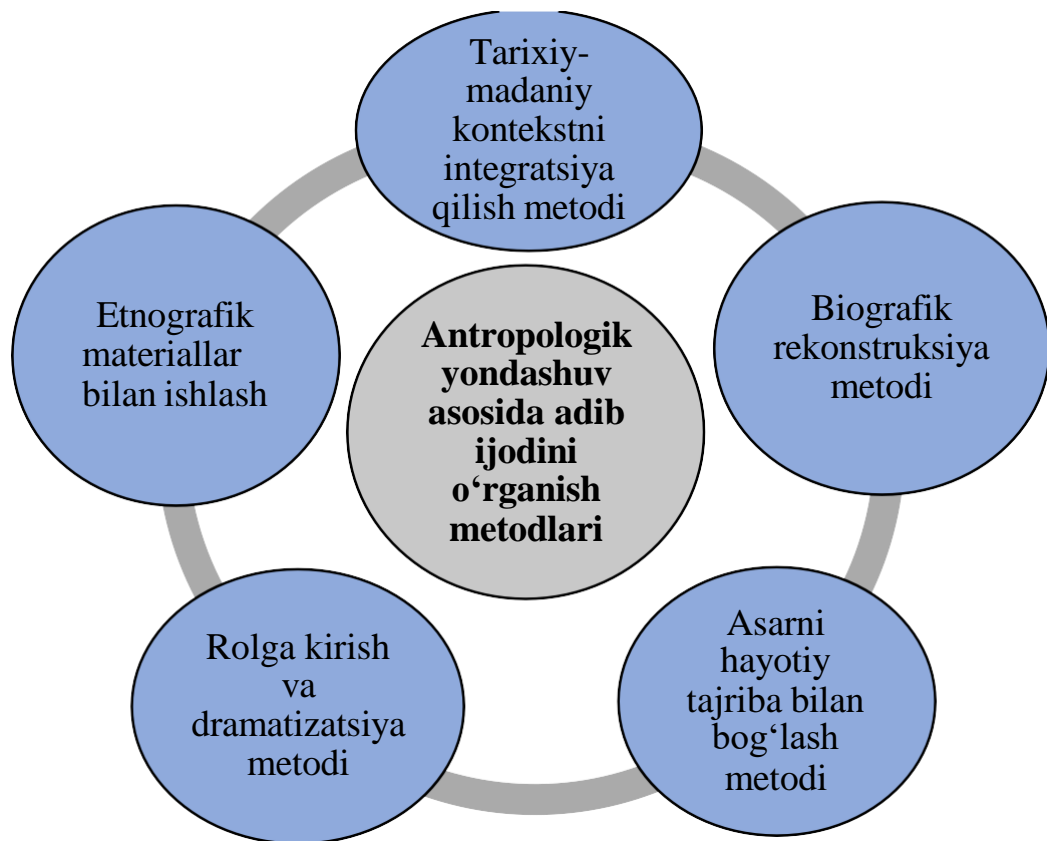 Tarixiy-
madaniy
kontekstni
integratsiya
qilish metodi
Biografik
rekonstruksiya
metodi
Asarni
hayotiy
tajriba bilan
bog‘lash
metodi
Rolga kirish
va
dramatizatsiya
metodi
Etnografik
materiallar
bilan ishlash
Antropologik
yondashuv
asosida adib
ijodini
o‘rganish
metodlari